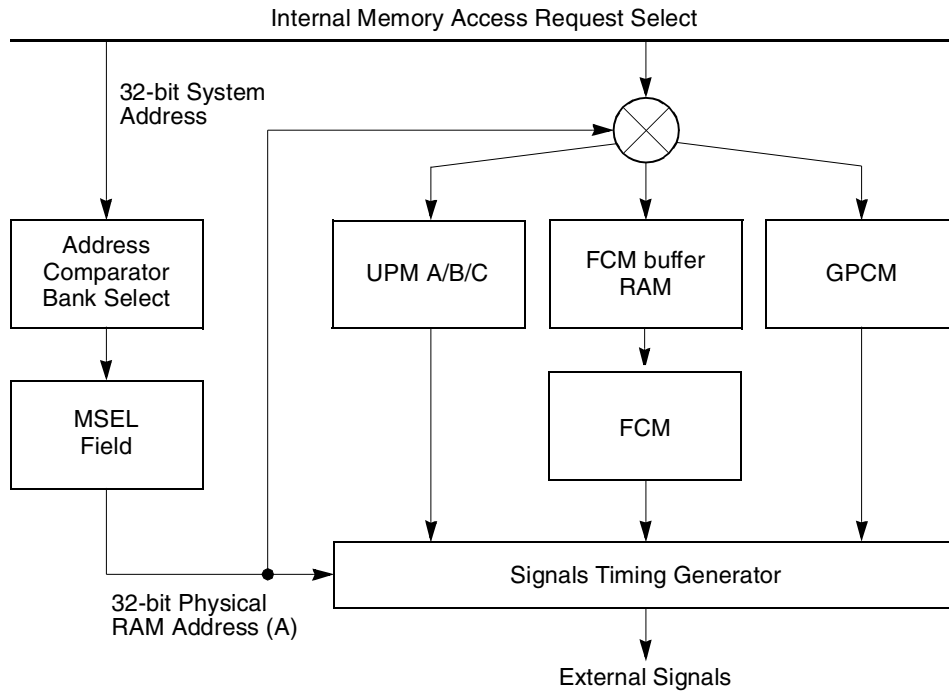 Internal Memory Access Request Select
32-bit System
Address
Address
Comparator
Bank Select
UPM A/B/C
FCM buffer
RAM
GPCM
MSEL
Field
FCM
Signals Timing Generator
32-bit Physical
RAM Address (A)
External Signals